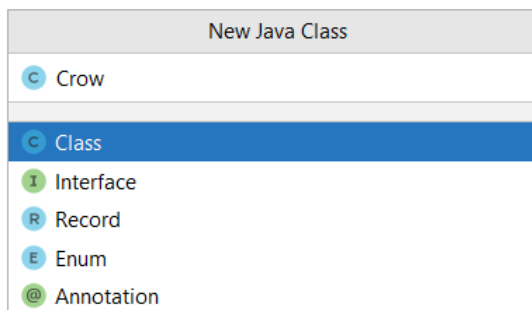 New Java Class
C Crow
C Class
I Interface
R Record
E Enum
@ Annotation